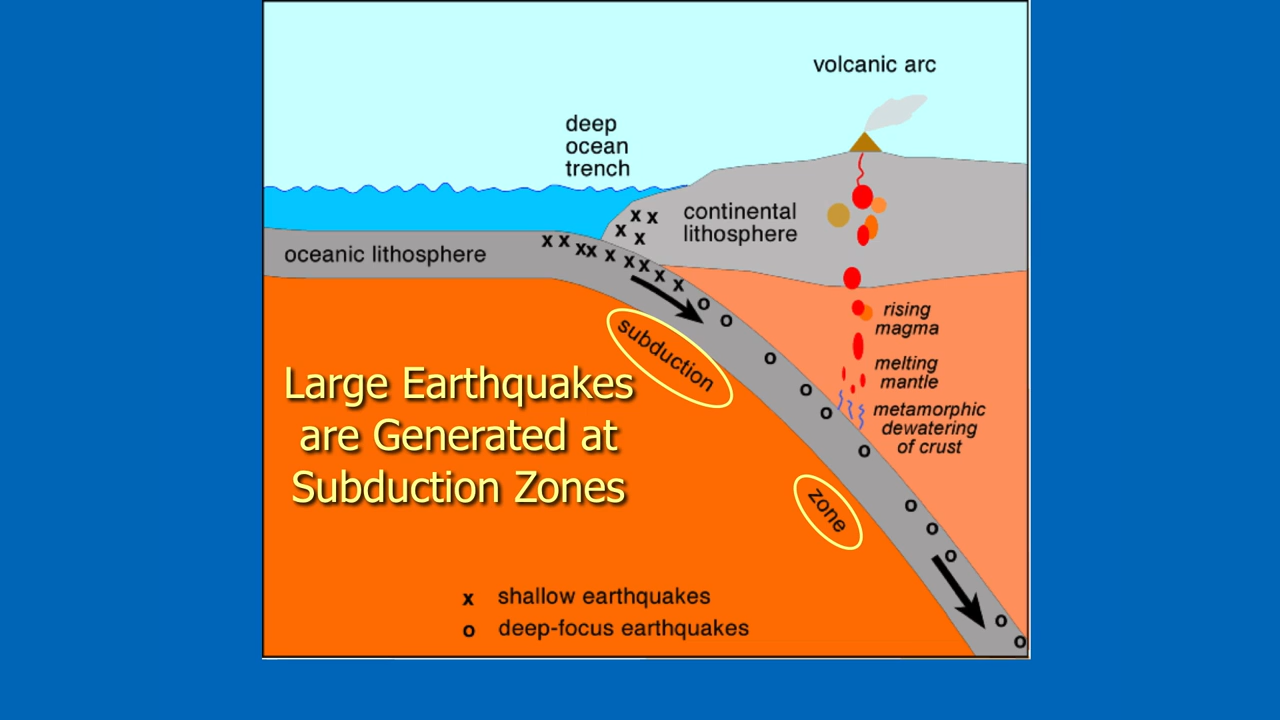 volcanic arc
deep
ocean
trench
continental
lithosphere
oceanic lithosphere
rising
magma
subduction
melting
mantle
Large Earthquakes
are Generated at
Subduction Zones
metamorphic
dewatering
of crust
zone
x shallow earthquakes
o deep-focus earthquakes